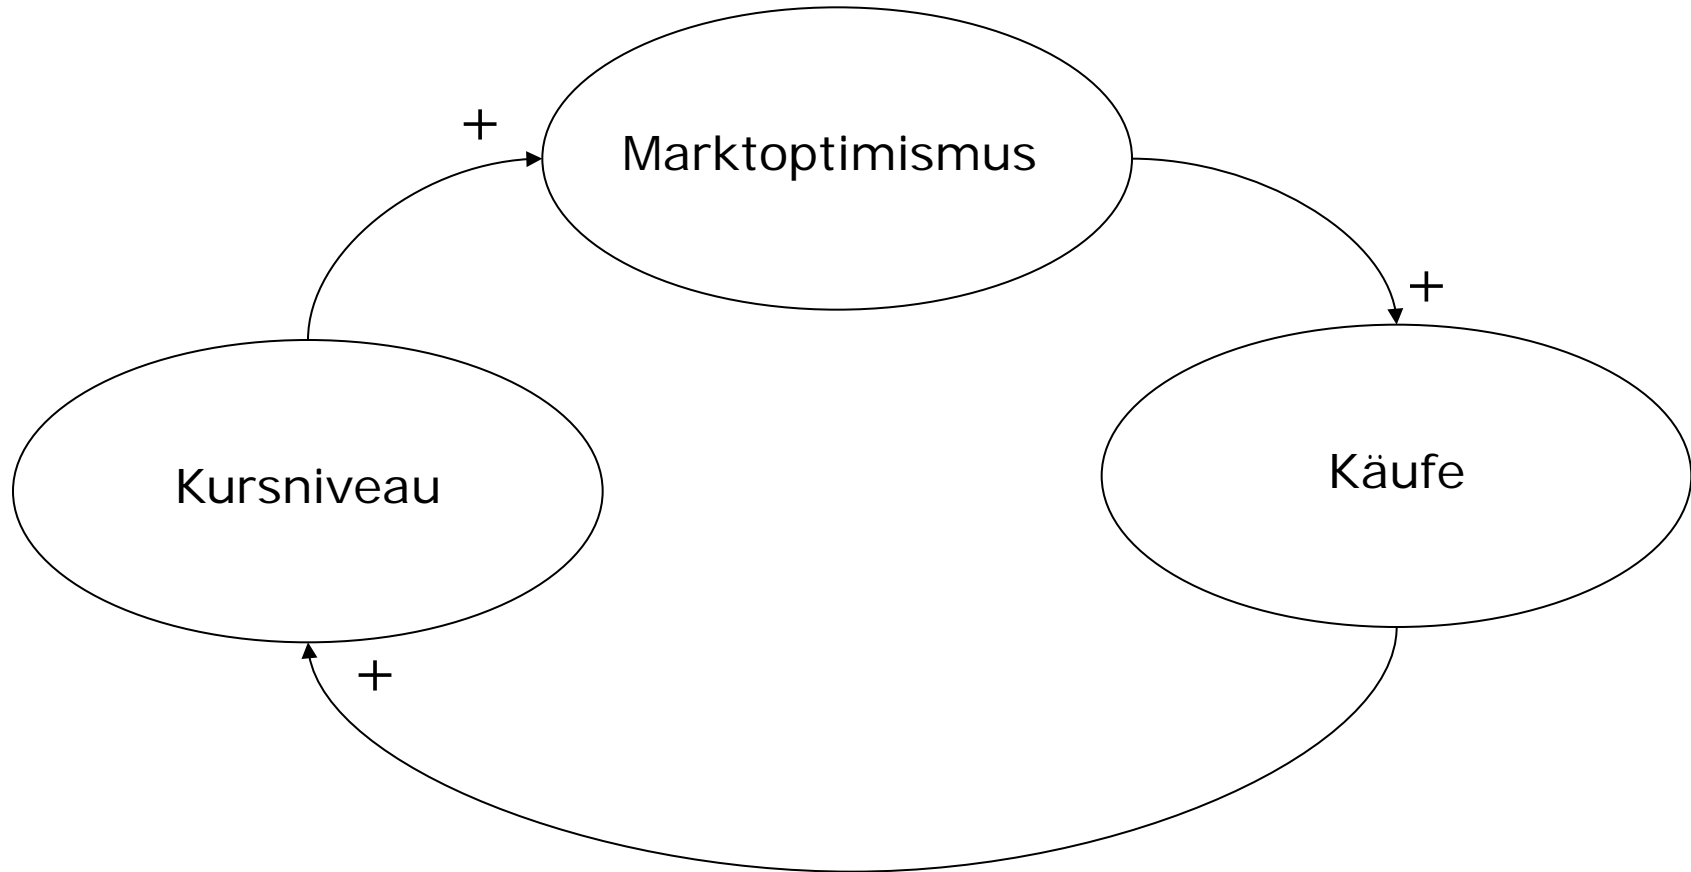 +
Marktoptimismus
+
Kursniveau
Käufe
+